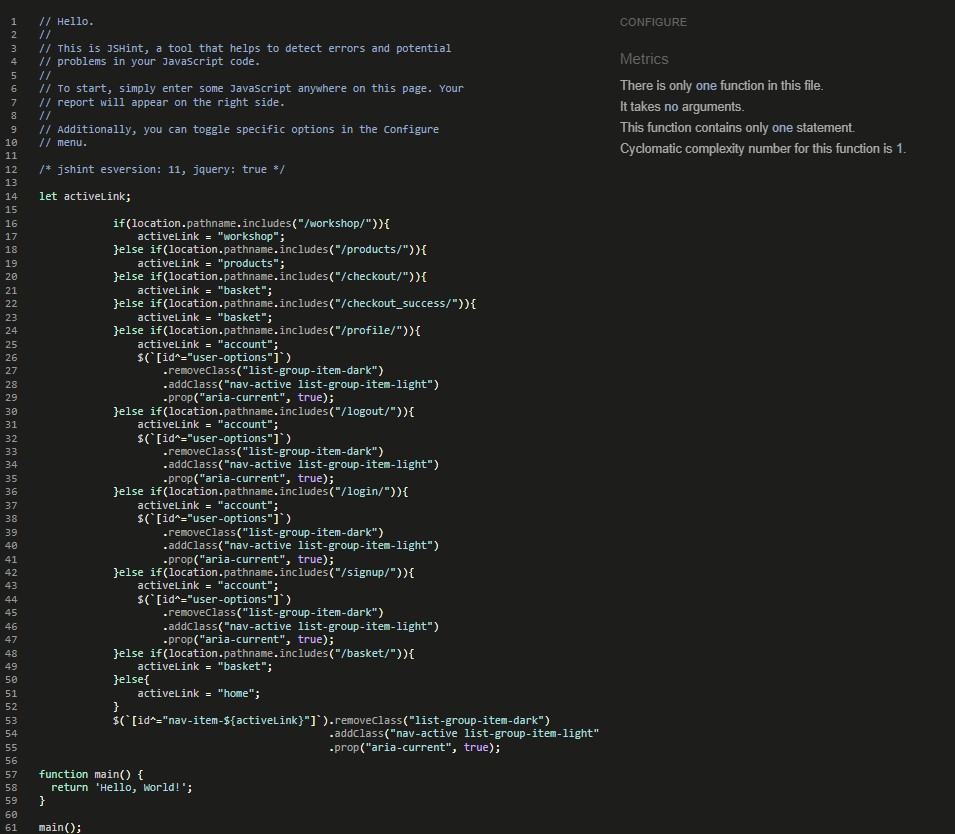 1 // Hello.
2 //
3 // This is JSHint, a tool that helps to detect errors and potential
4 // problems in your JavaScript code.
5 //
6 // To start, simply enter some JavaScript anywhere on this page. Your
7 // report will appear on the right side.
8 //
9 // Additionally, you can toggle specific options in the Configure
10 // menu.
11
12 /* jshint esversion: 11, jquery: true */
13
14 let activeLink;
15
16 if(location.pathname.includes("/workshop/")){
17 activeLink = "workshop";
18 }else if(location.pathname.includes("/products/")){
19 activeLink = "products";
20 }else if(location.pathname.includes("/checkout/")){
21 activeLink = "basket";
22 }else if(location.pathname.includes("/checkout_success/")){
23 activeLink = "basket";
24 }else if(location.pathname.includes("/profile/")){
25 activeLink = "account";
26 $(`[id^="user-options"]`)
27 .removeClass("list-group-item-dark")
28 .addClass("nav-active list-group-item-light")
29 .prop("aria-current", true);
30 }else if(location.pathname.includes("/logout/")){
31 activeLink = "account";
32 $(`[id^="user-options"]`)
33 .removeClass("list-group-item-dark")
34 .addClass("nav-active list-group-item-light")
35 .prop("aria-current", true);
36 }else if(location.pathname.includes("/login/")){
37 activeLink = "account";
38 $(`[id^="user-options"]`)
39 .removeClass("list-group-item-dark")
40 .addClass("nav-active list-group-item-light")
41 .prop("aria-current", true);
42 }else if(location.pathname.includes("/signup/")){
43 activeLink = "account";
44 $(`[id^="user-options"]`)
45 .removeClass("list-group-item-dark")
46 .addClass("nav-active list-group-item-light")
47 .prop("aria-current", true);
48 }else if(location.pathname.includes("/basket/")){
49 activeLink = "basket";
50 }else{
51 activeLink = "home";
52 }
53 $(`[id^="nav-item-${activeLink}"]`).removeClass("list-group-item-dark")
54 .addClass("nav-active list-group-item-light"
55 .prop("aria-current", true);
56
57 function main() {
58 return 'Hello, World!';
59 }
60
61 main();
CONFIGURE
Metrics
There is only one function in this file.
It takes no arguments.
This function contains only one statement.
Cyclomatic complexity number for this function is 1.